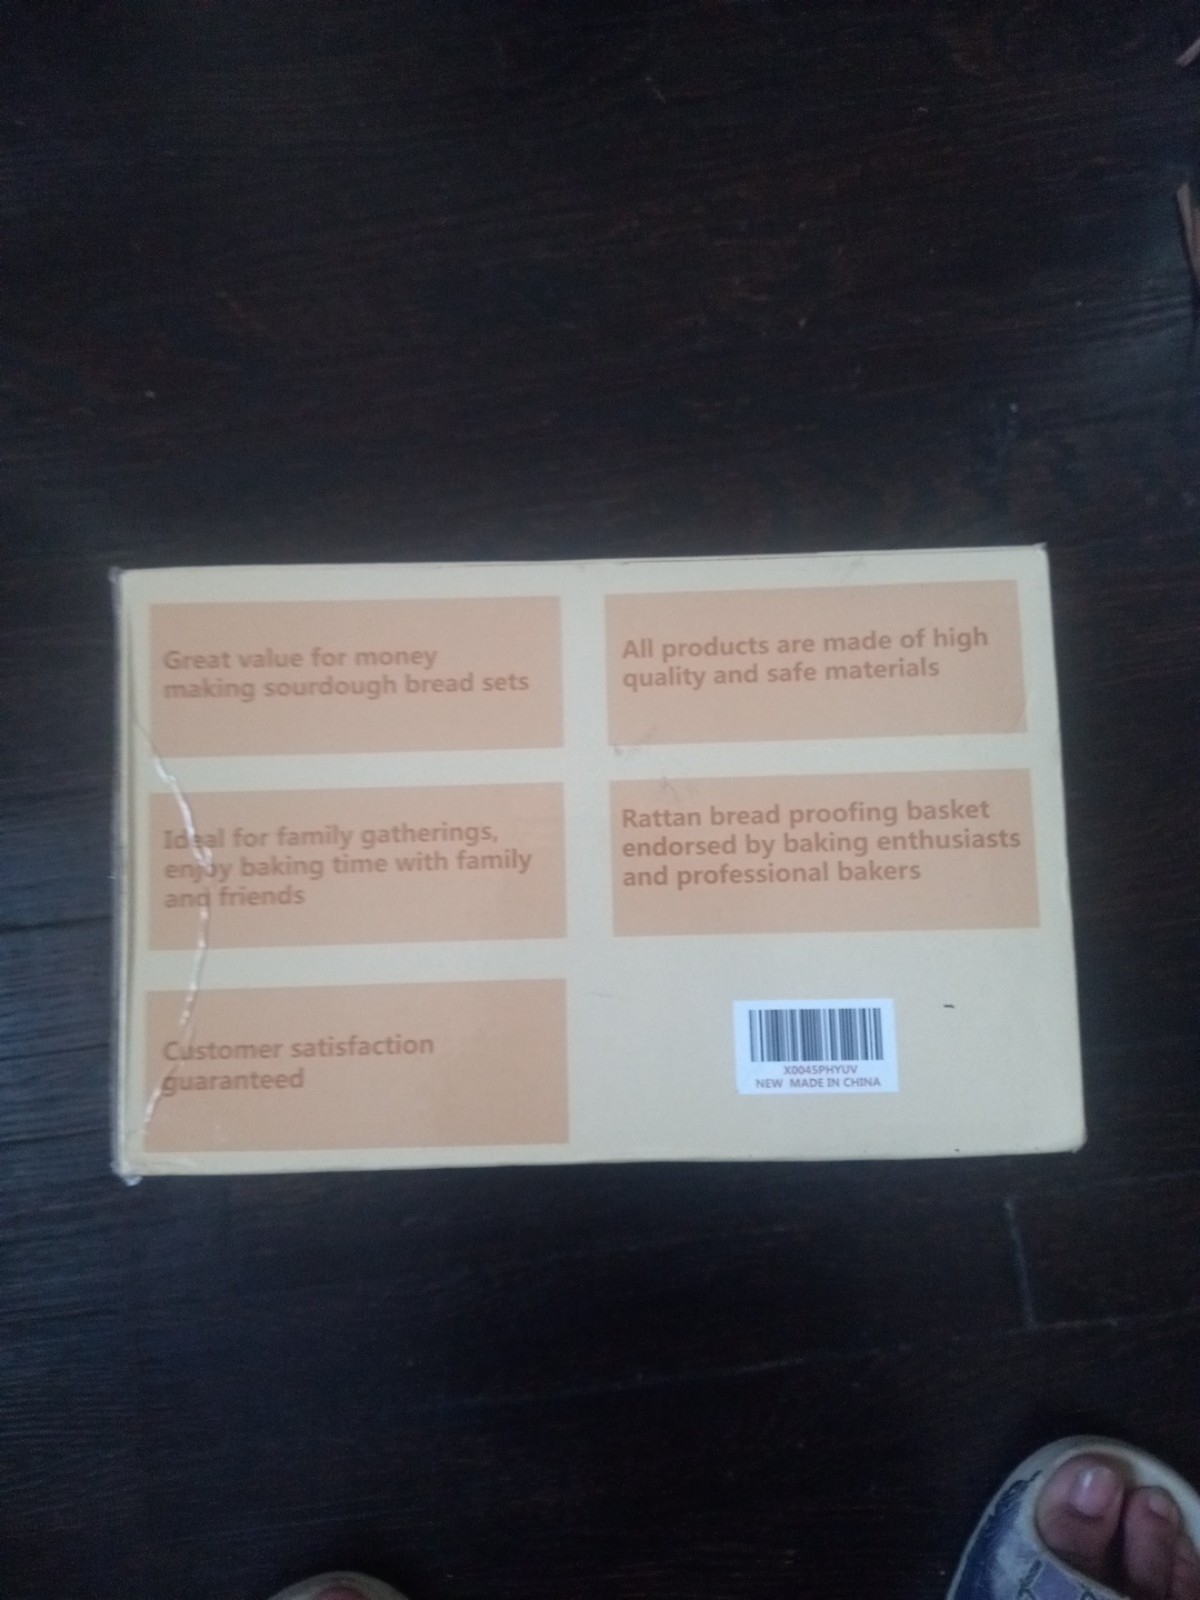 Great value for money
making sourdough bread sets
All products are made of high
quality and safe materials
Ideal for family gatherings,
enjoy baking time with family
and friends
Rattan bread proofing basket
endorsed by baking enthusiasts
and professional bakers
Customer satisfaction
guaranteed
X0045PHYUV
NEW MADE IN CHINA